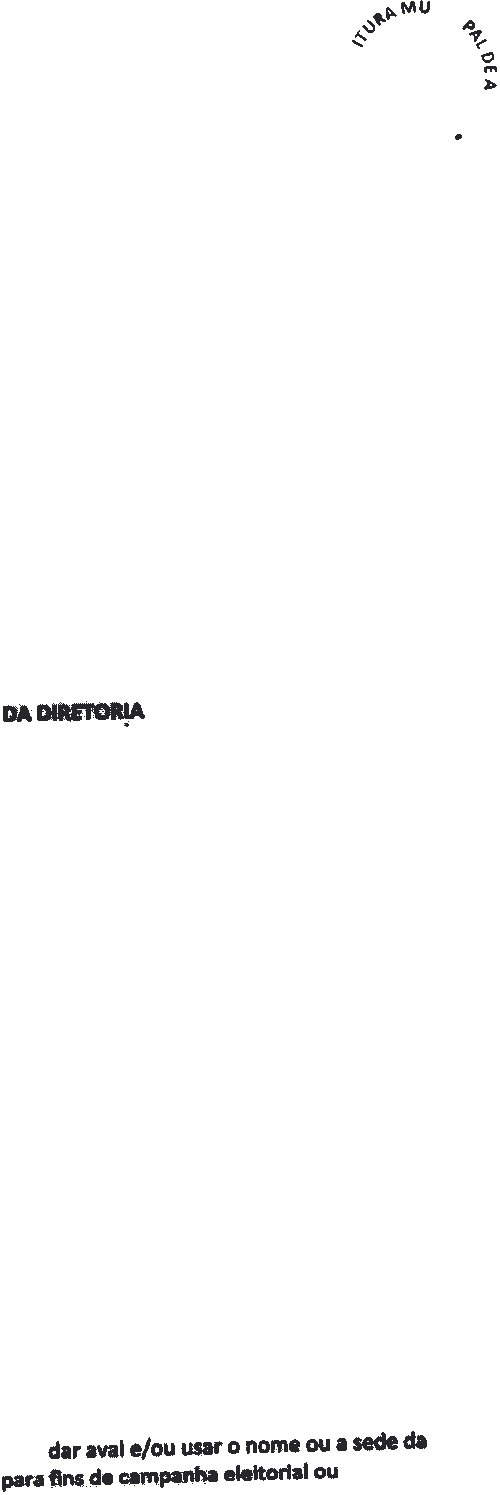 ITURA MU PAL DE A
DA DIRETORIA
dar aval e/ou usar o nome ou a sede da
para fins de campanha eleitorial ou